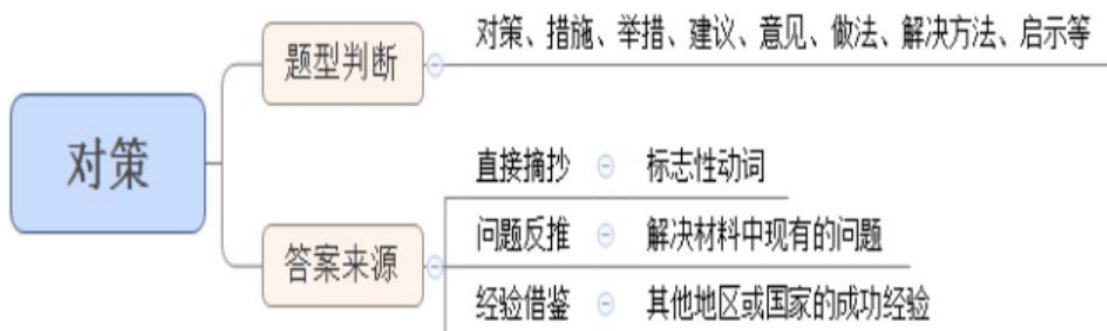 对策
题型判断
对策、措施、举措、建议、意见、做法、解决方法、启示等
答案来源
直接摘抄 标志性动词
问题反推 解决材料中现有的问题
经验借鉴 其他地区或国家的成功经验